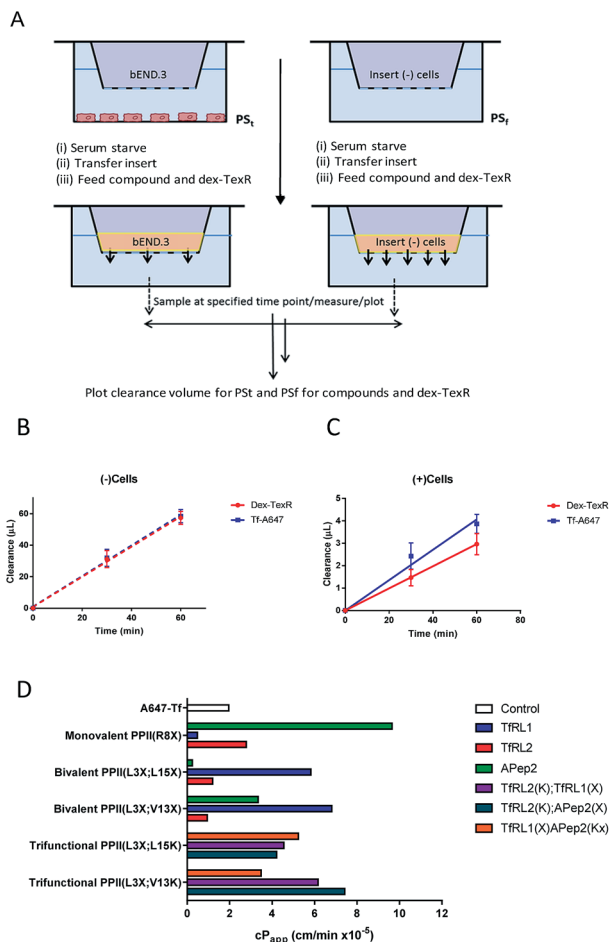 A
bEND.3
Insert (-) cells
PSt
PSf
(i) Serum starve
(ii) Transfer insert
(iii) Feed compound and dex-TexR
(i) Serum starve
(ii) Transfer insert
(iii) Feed compound and dex-TexR
bEND.3
Insert (-) cells
Sample at specified time point/measure/plot
Plot clearance volume for PSt and PSf for compounds and dex-TexR
B
(-)Cells
Clearance (µL)
60
40
20
0
0 20 40 60 80
Time (min)
Dex-TexR
Tf-A647
C
(+)Cells
Clearance (µL)
5
4
3
2
1
0
0 20 40 60 80
Time (min)
Dex-TexR
Tf-A647
D
A647-Tf
Monovalent PPII(R8X)
Bivalent PPII(L3X;L15X)
Bivalent PPII(L3X;V13X)
Trifunctional PPII(L3X;L15K)
Trifunctional PPII(L3X;V13K)
0 2 4 6 8 10 12
cPapp (cm/min x10-5)
Control
TfRL1
TfRL2
APep2
TfRL2(K);TfRL1(X)
TfRL2(K);APep2(X)
TfRL1(X)APep2(Kx)